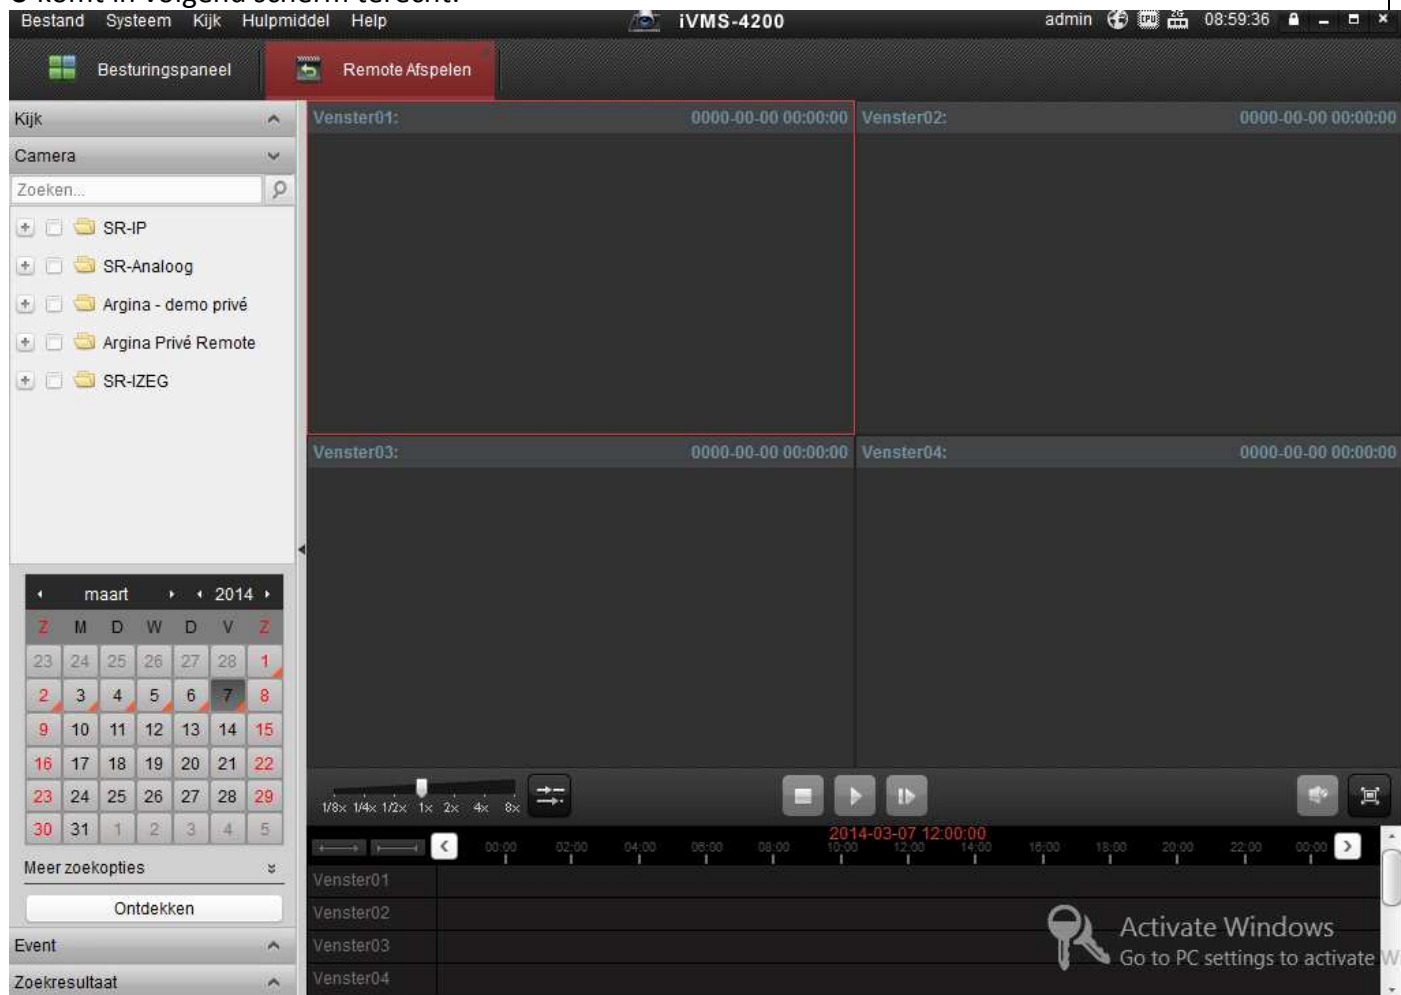 U komt in volgend scherm terecht:
Bestand Systeem Kijk Hulpmiddel Help iVMS-4200 admin CPU 2G 08:59:36
Besturingspaneel Remote Afspelen
Kijk
Camera
Zoeken...
SR-IP
SR-Analoog
Argina - demo privé
Argina Privé Remote
SR-IZEG
maart 2014
Z M D W D V Z
23 24 25 26 27 28 1
2 3 4 5 6 7 8
9 10 11 12 13 14 15
16 17 18 19 20 21 22
23 24 25 26 27 28 29
30 31 1 2 3 4 5
Meer zoekopties
Ontdekken
Event
Zoekresultaat
Venster01: 0000-00-00 00:00:00
Venster02: 0000-00-00 00:00:00
Venster03: 0000-00-00 00:00:00
Venster04: 0000-00-00 00:00:00
1/8x 1/4x 1/2x 1x 2x 4x 8x
2014-03-07 12:00:00
00:00 02:00 04:00 06:00 08:00 10:00 12:00 14:00 16:00 18:00 20:00 22:00 00:00
Venster01
Venster02
Venster03
Venster04
Activate Windows
Go to PC settings to activate W